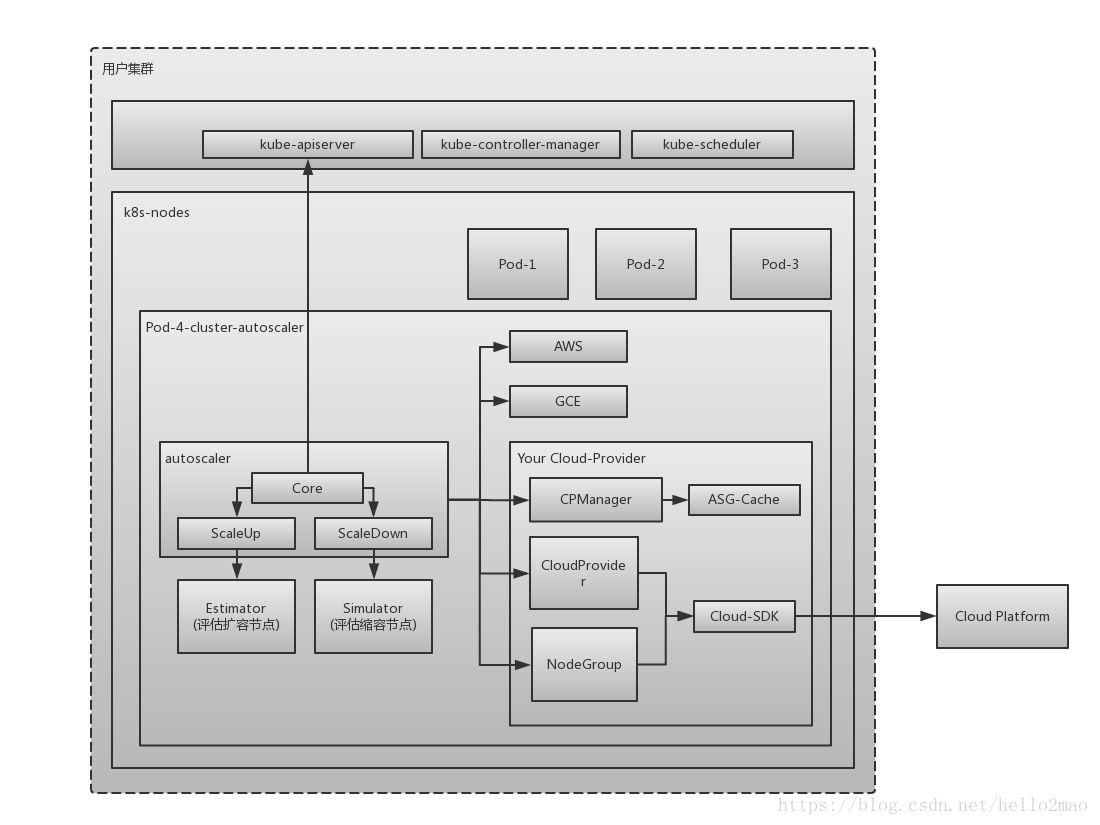 用户集群
kube-apiserver
kube-controller-manager
kube-scheduler
k8s-nodes
Pod-1
Pod-2
Pod-3
Pod-4-cluster-autoscaler
AWS
GCE
autoscaler
Core
ScaleUp
ScaleDown
Estimator
(评估扩容节点)
Simulator
(评估缩容节点)
Your Cloud-Provider
CPManager
ASG-Cache
CloudProvide
r
NodeGroup
Cloud-SDK
Cloud Platform
https://blog.csdn.net/hello2mao